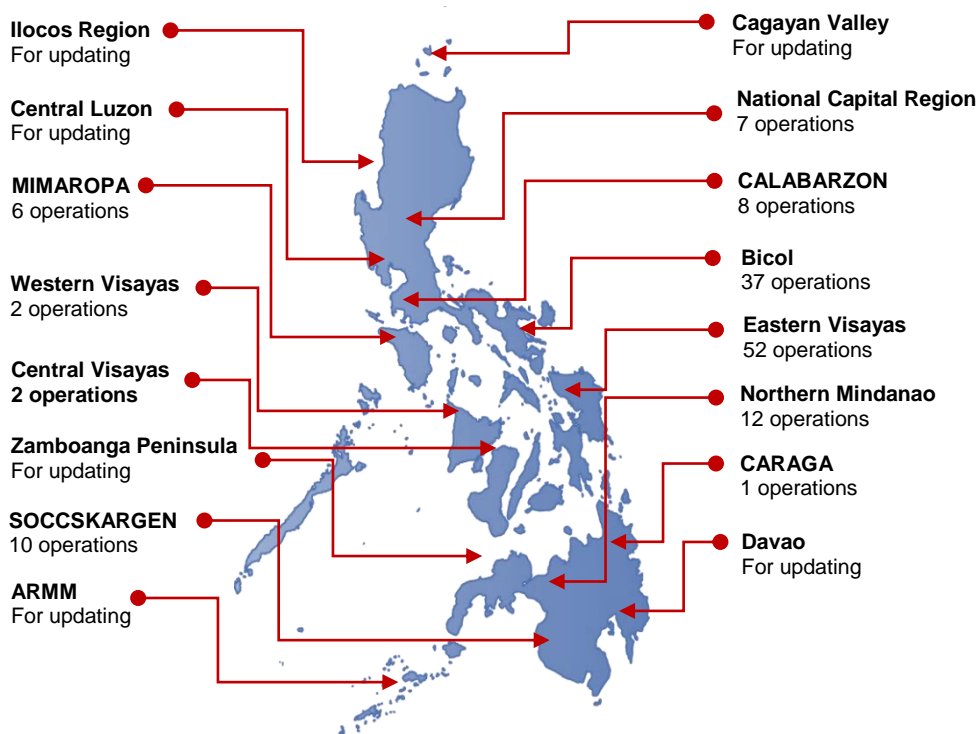 Ilocos Region
For updating
Central Luzon
For updating
MIMAROPA
6 operations
Western Visayas
2 operations
Central Visayas
2 operations
Zamboanga Peninsula
For updating
SOCCSKARGEN
10 operations
ARMM
For updating
Cagayan Valley
For updating
National Capital Region
7 operations
CALABARZON
8 operations
Bicol
37 operations
Eastern Visayas
52 operations
Northern Mindanao
12 operations
CARAGA
1 operations
Davao
For updating